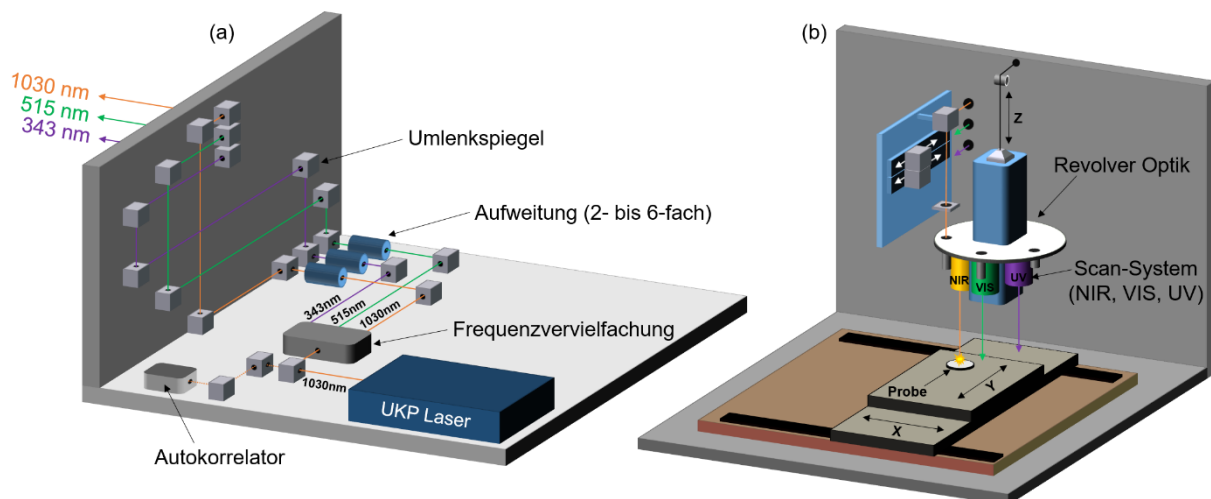 (a)
1030 nm
515 nm
343 nm
Umlenkspiegel
Aufweitung (2- bis 6-fach)
343nm
515nm
1030nm
Frequenzvervielfachung
1030nm
UKP Laser
Autokorrelator
(b)
Z
Revolver Optik
NIR
VIS
UV
Scan-System
(NIR, VIS, UV)
Probe
Y
X